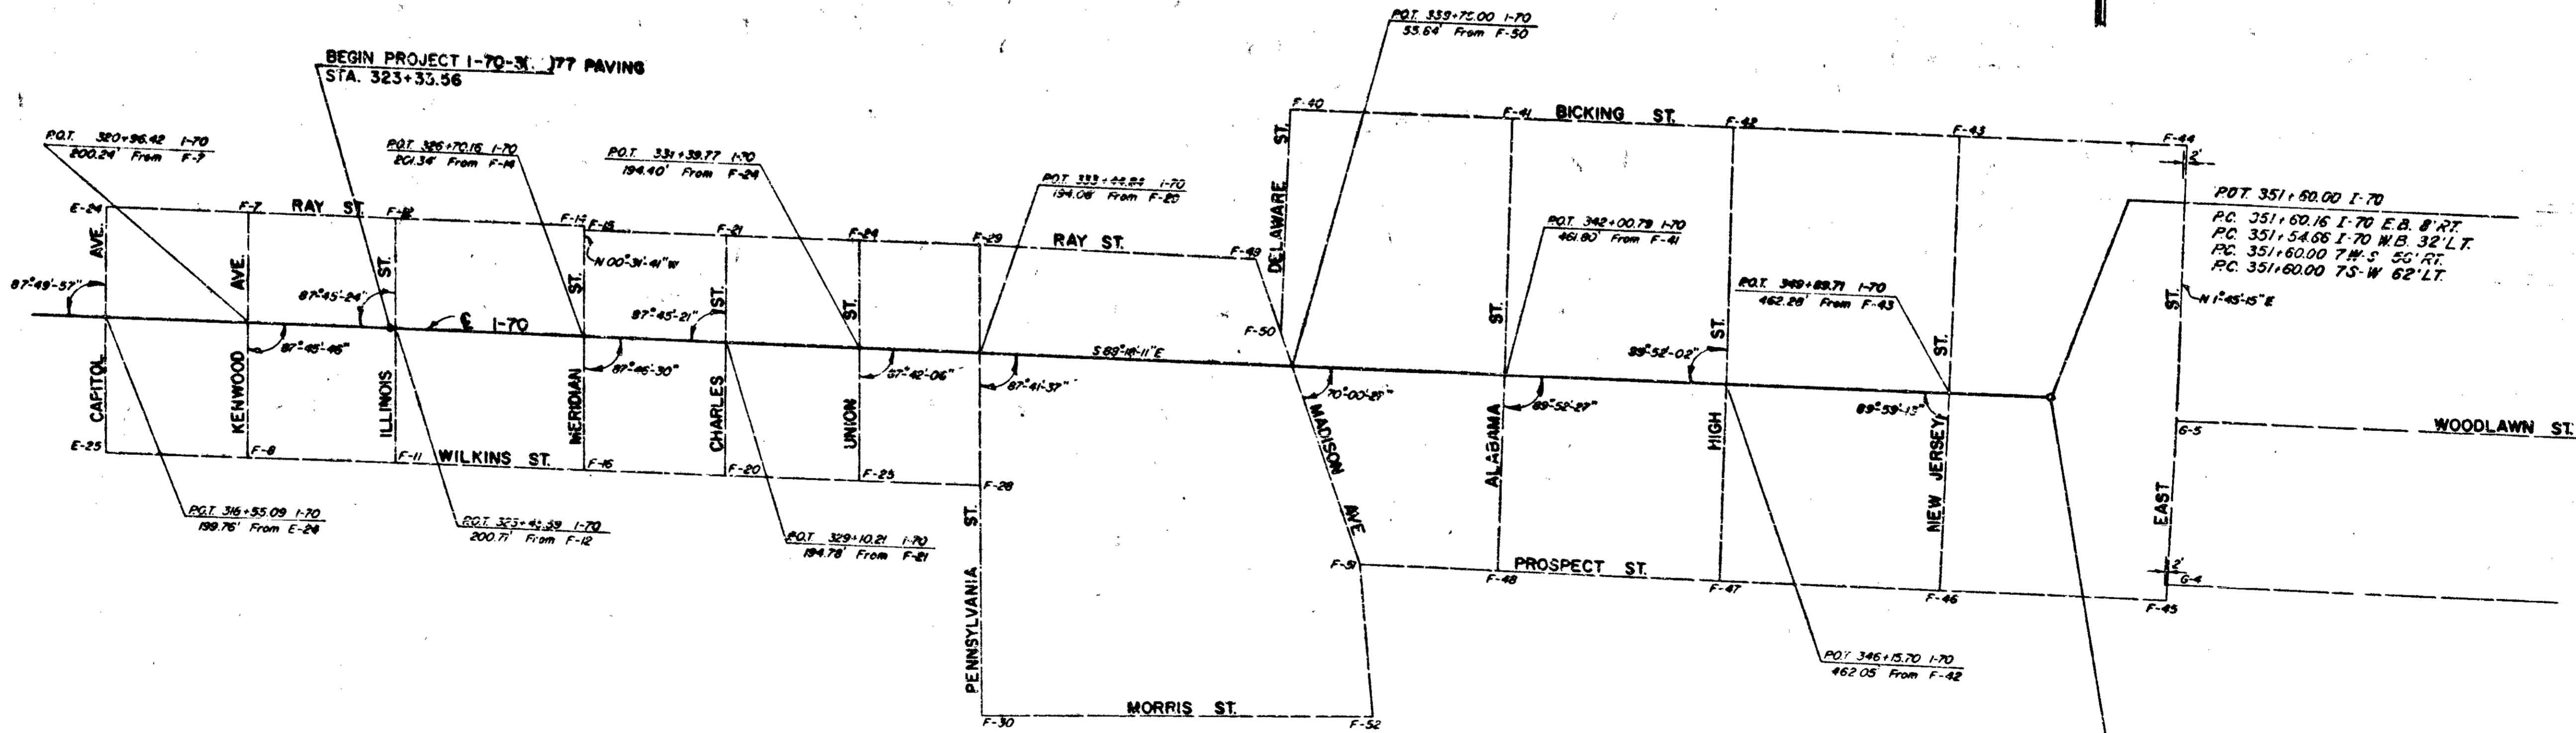 P.O.T. 339+75.00 I-70
53.64' From F-50
BEGIN PROJECT I-70-3( )77 PAVING
STA. 323+33.56
P.O.T. 320+96.42 I-70
200.24' From F-7
P.O.T. 326+70.16 I-70
201.34' From F-14
P.O.T. 331+39.77 I-70
194.40' From F-24
P.O.T. 333+44.84 I-70
194.06' From
P.O.T. 342+00.79 I-70
461.80' From F-41
P.O.T. 349+89.71 I-70
462.28' From F-43
P.O.T. 351+60.00 I-70
P.C. 351+60.16 I-70 E.B. 8' RT.
P.C. 351+54.66 I-70 W.B. 32' LT.
P.C. 351+60.00 7W-S RT.
P.C. 351+60.00 7S-W 62' LT.
F-40
F-41
BICKING ST.
F-42
F-43
F-44
2'
E-24
F-7
RAY ST.
F-12
F-14
F-15
F-21
F-24
F-29
RAY ST.
F-49
DELAWARE ST.
F-50
N 00°-31'-41" W
N 1°-45'-15" E
87°-49'-57"
87°-45'-46"
87°-45'-24"
87°-46'-30"
87°-45'-21"
87°-42'-06"
87°-41'-37"
℄ I-70
S 89°-18'-11" E
70°-00'-21"
89°-52'-27"
89°-52'-02"
89°-59'-13"
CAPITOL AVE.
KENWOOD AVE.
ILLINOIS ST.
MERIDIAN ST.
CHARLES ST.
UNION ST.
PENNSYLVANIA ST.
MADISON AVE
ALABAMA ST.
HIGH ST.
NEW JERSEY ST.
EAST ST.
WOODLAWN ST.
G-5
E-25
F-8
F-11
WILKINS ST.
F-16
F-20
F-25
F-28
F-51
F-48
PROSPECT ST.
F-47
F-46
F-45
2'
G-4
P.O.T. 316+55.09 I-70
199.76' From E-24
P.O.T. I-70
200.71' From F-12
P.O.T. 329+10.21 I-70
194.78' From F-21
P.O.T. 346+15.70 I-70
462.05' From F-42
F-30
MORRIS ST.
F-52